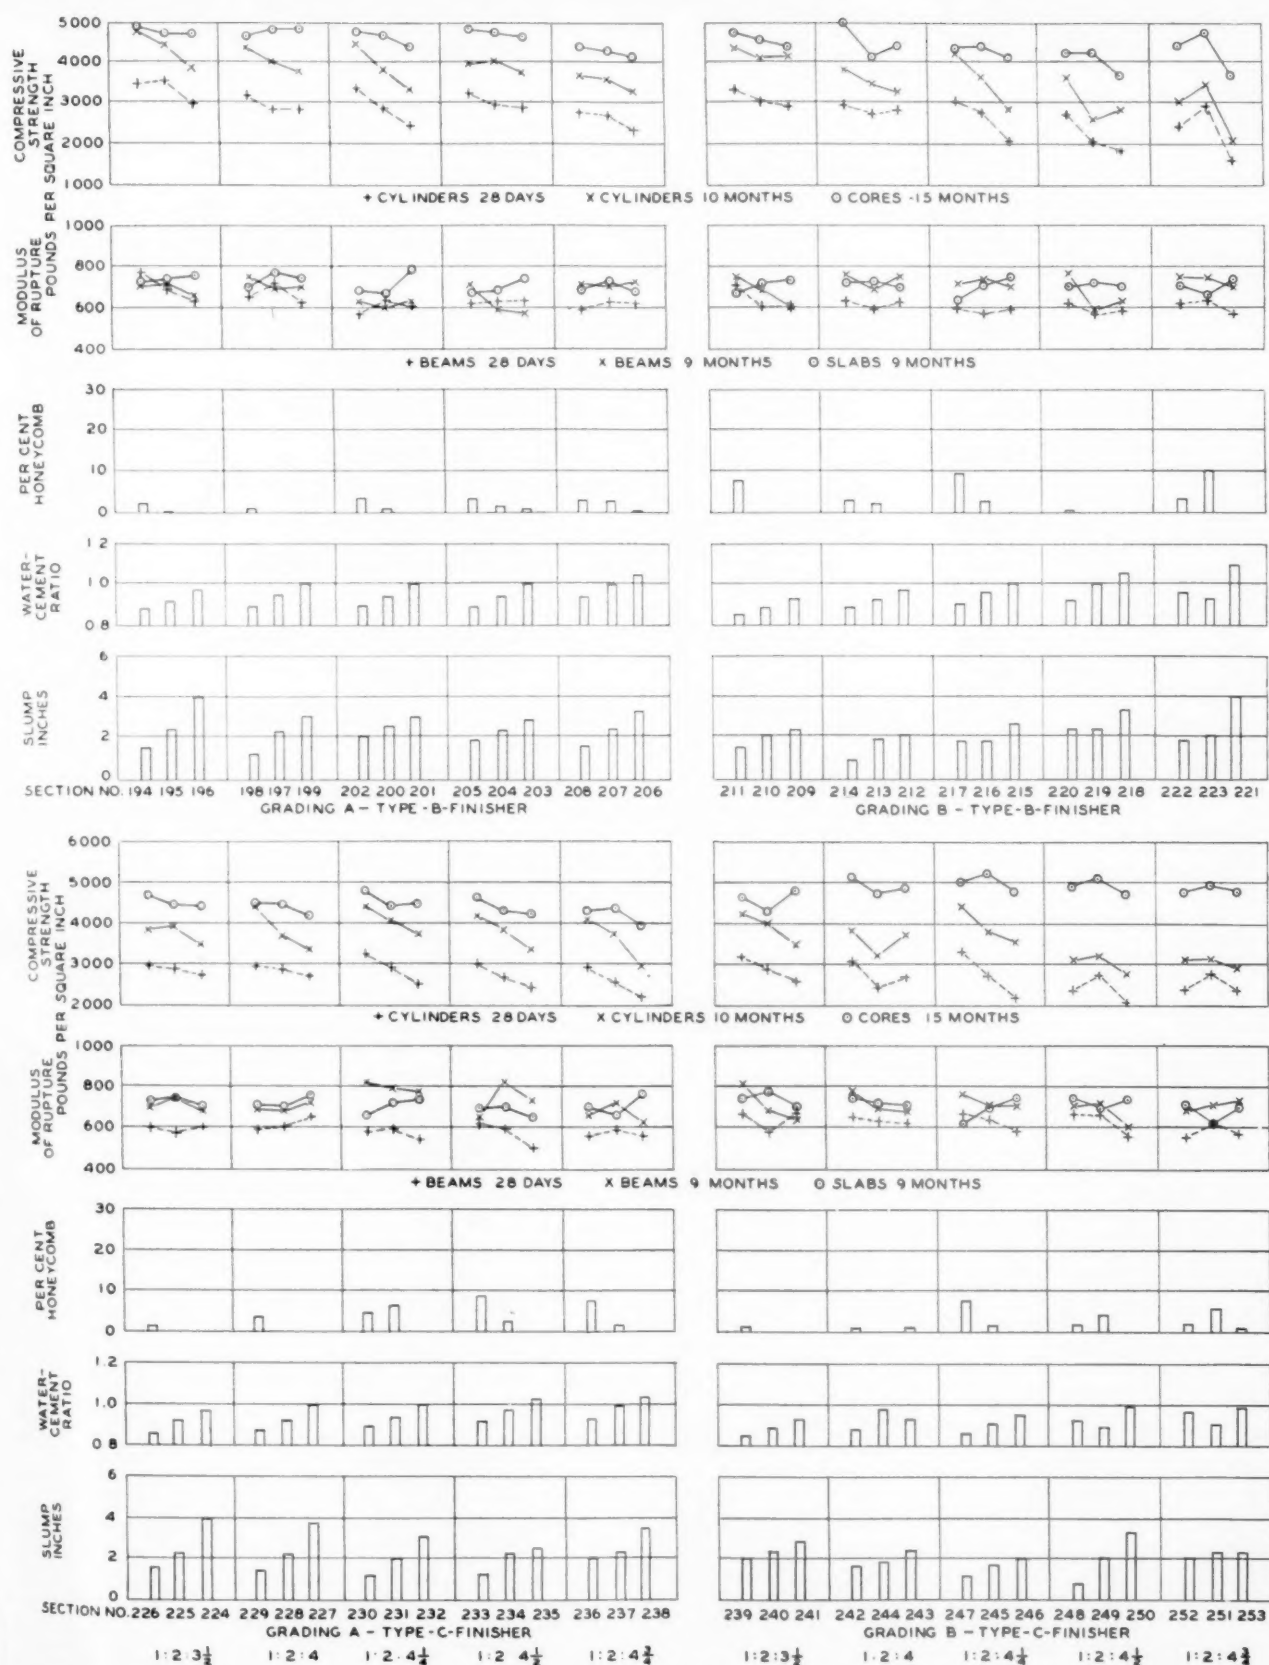 COMPRESSIVE
STRENGTH
POUNDS PER SQUARE INCH
5000
4000
3000
2000
1000
+ CYLINDERS 28 DAYS X CYLINDERS 10 MONTHS O CORES -15 MONTHS
MODULUS
OF RUPTURE
1000
800
600
400
+ BEAMS 28 DAYS X BEAMS 9 MONTHS O SLABS 9 MONTHS
PER CENT
HONEYCOMB
30
20
10
0
WATER-
CEMENT
RATIO
1.2
1.0
0.8
SLUMP
INCHES
6
4
2
0
SECTION NO. 194 195 196 198 197 199 202 200 201 205 204 203 208 207 206 211 210 209 214 213 212 217 216 215 220 219 218 222 223 221
GRADING A - TYPE-B-FINISHER GRADING B - TYPE-B-FINISHER
COMPRESSIVE
STRENGTH
POUNDS PER SQUARE INCH
6000
5000
4000
3000
2000
+ CYLINDERS 28 DAYS X CYLINDERS 10 MONTHS O CORES 15 MONTHS
MODULUS
OF RUPTURE
1000
800
600
400
+ BEAMS 28 DAYS X BEAMS 9 MONTHS O SLABS 9 MONTHS
PER CENT
HONEYCOMB
30
20
10
0
WATER-
CEMENT
RATIO
1.2
1.0
0.8
SLUMP
INCHES
6
4
2
0
SECTION NO. 226 225 224 229 228 227 230 231 232 233 234 235 236 237 238 239 240 241 242 244 243 247 245 246 248 249 250 252 251 253
GRADING A - TYPE-C-FINISHER GRADING B - TYPE-C-FINISHER
1:2:3½ 1:2:4 1:2:4¼ 1:2:4½ 1:2:4¾ 1:2:3½ 1:2:4 1:2:4¼ 1:2:4½ 1:2:4¾